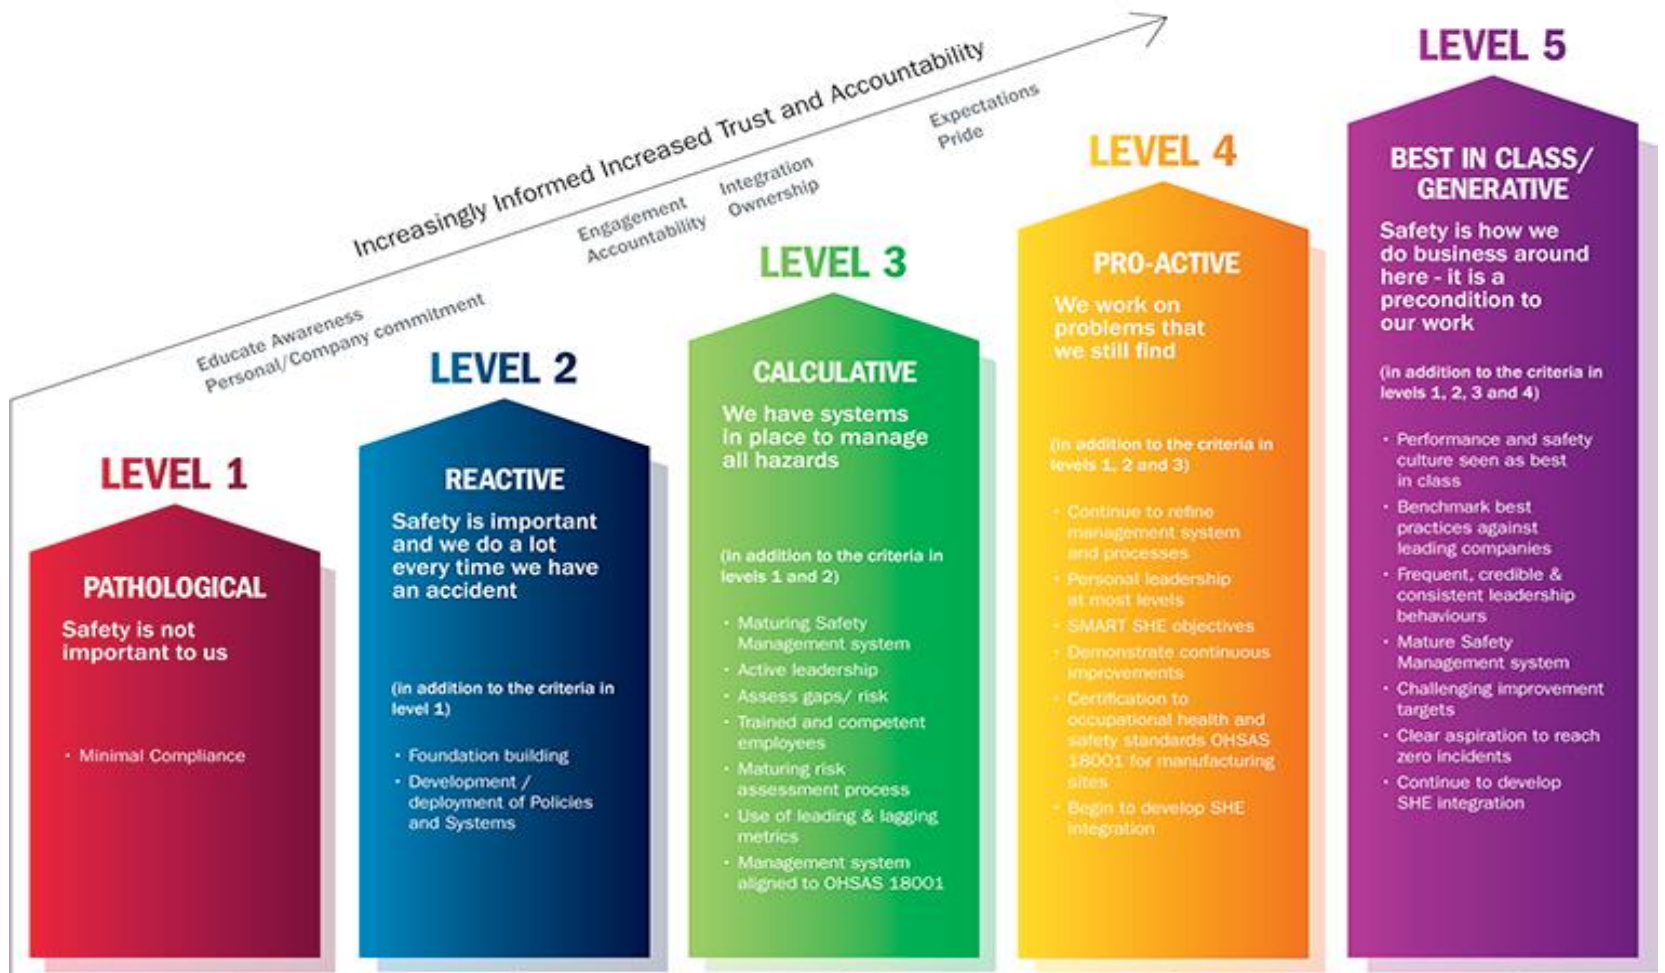 Increasingly Informed Increased Trust and Accountability
Educate Awareness
Personal/Company commitment
Engagement
Accountability
Integration
Ownership
Expectations
Pride
LEVEL 1
PATHOLOGICAL
Safety is not
important to us
• Minimal Compliance
LEVEL 2
REACTIVE
Safety is important
and we do a lot
every time we have
an accident
(in addition to the criteria in
level 1)
• Foundation building
• Development /
deployment of Policies
and Systems
LEVEL 3
CALCULATIVE
We have systems
in place to manage
all hazards
(in addition to the criteria in
levels 1 and 2)
• Maturing Safety
Management system
• Active leadership
• Assess gaps/ risk
• Trained and competent
employees
• Maturing risk
assessment process
• Use of leading & lagging
metrics
• Management system
aligned to OHSAS 18001
LEVEL 4
PRO-ACTIVE
We work on
problems that
we still find
(in addition to the criteria in
levels 1, 2 and 3)
• Continue to refine
management system
and processes
• Personal leadership
at most levels
• SMART SHE objectives
• Demonstrate continuous
improvements
• Certification to
occupational health and
safety standards OHSAS
18001 for manufacturing
sites
• Begin to develop SHE
integration
LEVEL 5
BEST IN CLASS/
GENERATIVE
Safety is how we
do business around
here - it is a
precondition to
our work
(in addition to the criteria in
levels 1, 2, 3 and 4)
• Performance and safety
culture seen as best
in class
• Benchmark best
practices against
leading companies
• Frequent, credible &
consistent leadership
behaviours
• Mature Safety
Management system
• Challenging improvement
targets
• Clear aspiration to reach
zero incidents
• Continue to develop
SHE integration